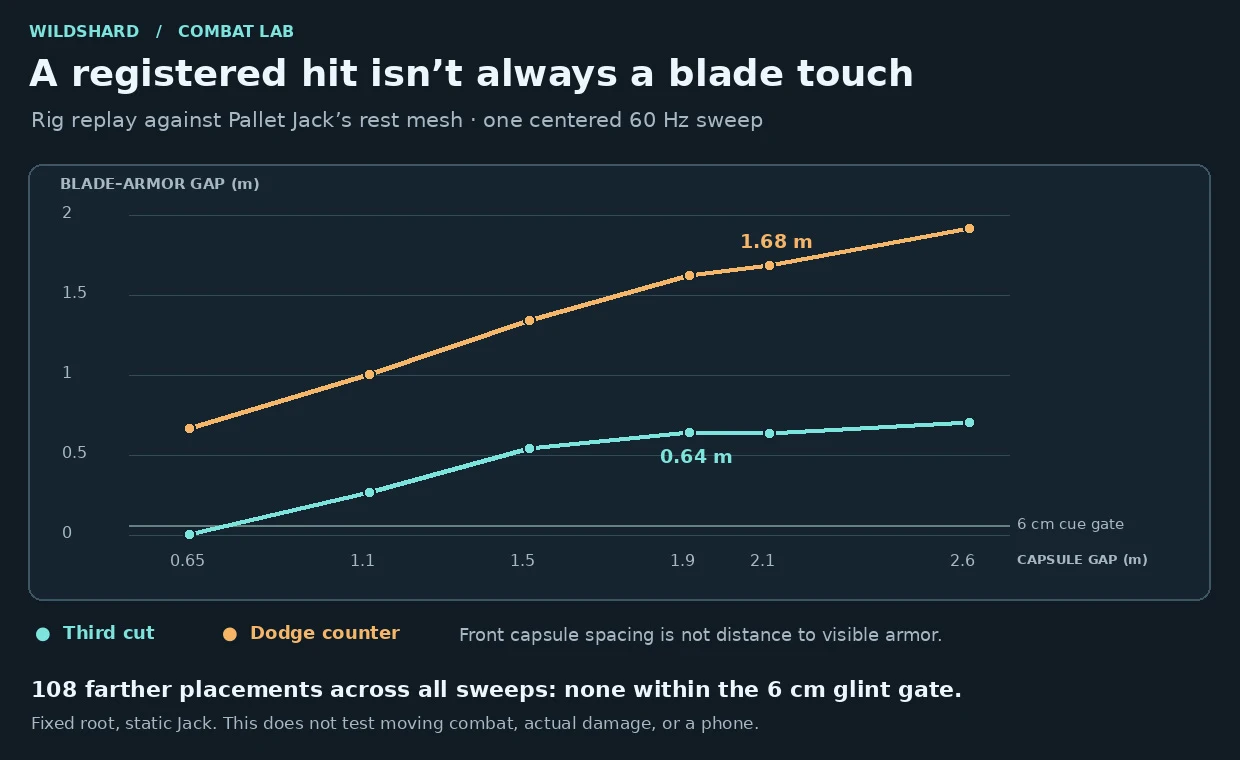 WILDSHARD / COMBAT LAB
A registered hit isn’t always a blade touch
Rig replay against Pallet Jack’s rest mesh · one centered 60 Hz sweep
BLADE–ARMOR GAP (m)
2
1.68 m
1.5
1
0.5
0.64 m
0
6 cm cue gate
0.65 1.1 1.5 1.9 2.1 2.6 CAPSULE GAP (m)
Third cut Dodge counter Front capsule spacing is not distance to visible armor.
108 farther placements across all sweeps: none within the 6 cm glint gate.
Fixed root, static Jack. This does not test moving combat, actual damage, or a phone.